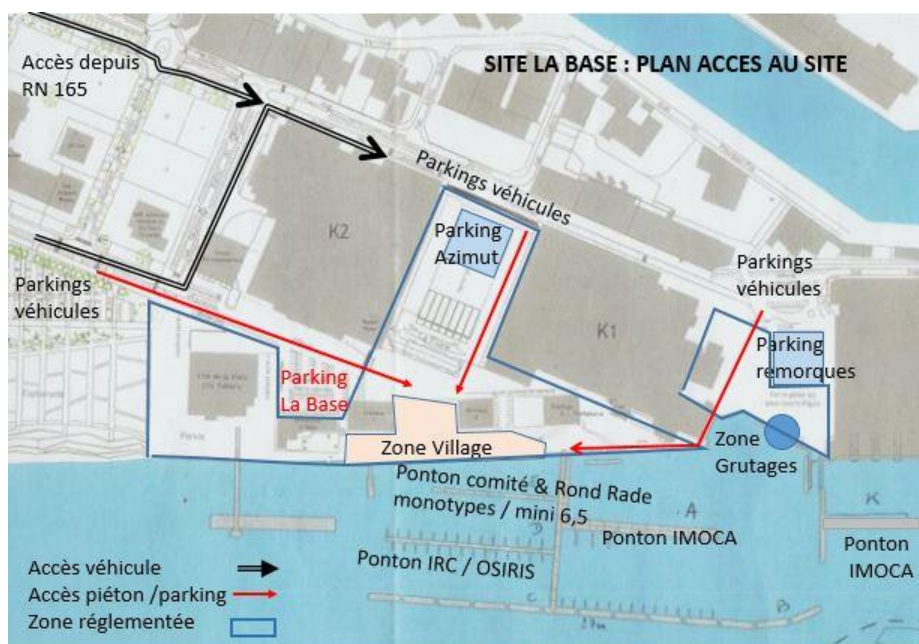 SITE LA BASE : PLAN ACCES AU SITE
Accès depuis
RN 165
Parkings véhicules
K2
Parking
Azimut
Parkings
véhicules
Parkings
véhicules
K1
Parking
remorques
Parking
La Base
Parvis
Zone Village
Zone
Grutages
Ponton comité & Rond Rade
monotypes / mini 6,5
A
K
D
Ponton IMOCA
Ponton
IMOCA
Ponton IRC / OSIRIS
C
B
Accès véhicule
Accès piéton /parking
Zone réglementée